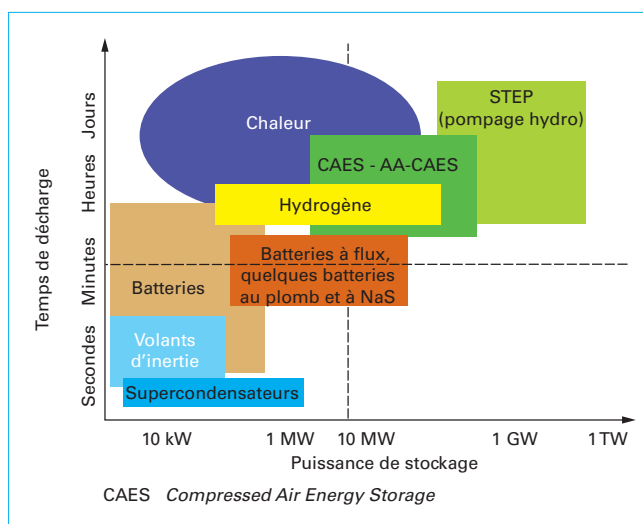 Temps de décharge
Jours
Heures
Minutes
Secondes
Chaleur
STEP
(pompage hydro)
CAES - AA-CAES
Hydrogène
Batteries à flux,
quelques batteries
au plomb et à NaS
Batteries
Volants
d'inertie
Supercondensateurs
10 kW
1 MW
10 MW
1 GW
1 TW
Puissance de stockage
CAES Compressed Air Energy Storage